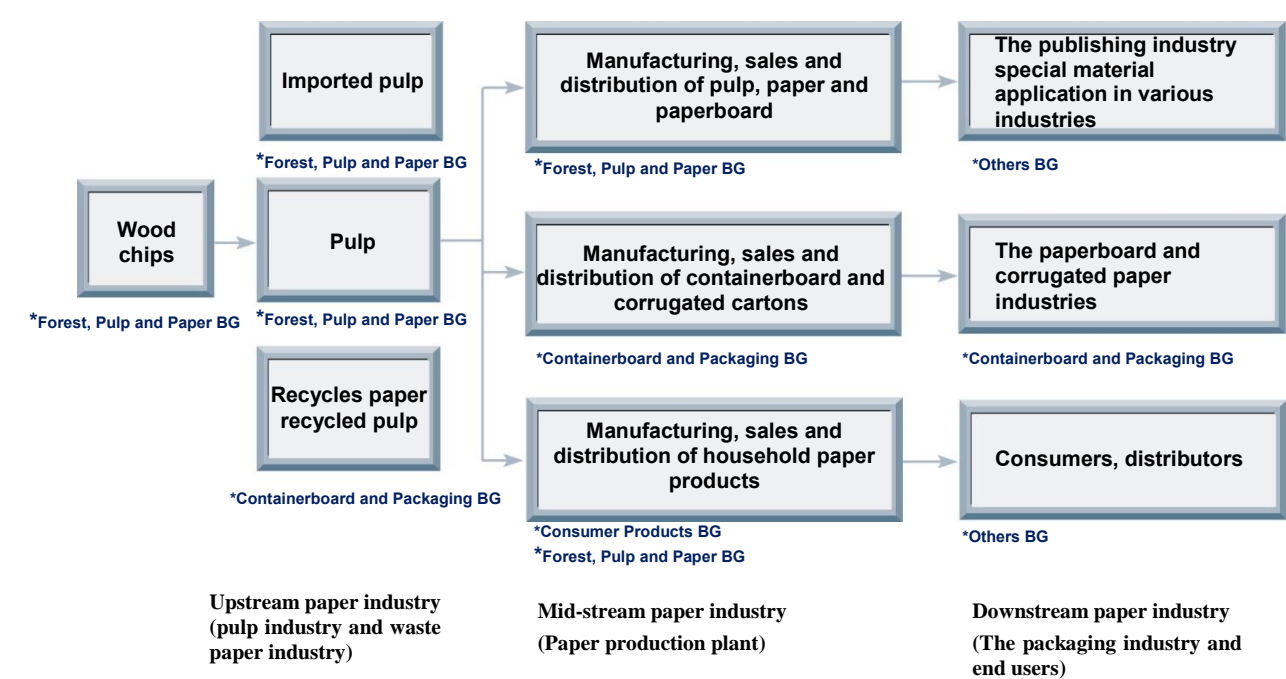 Imported pulp
*Forest, Pulp and Paper BG
Wood
chips
*Forest, Pulp and Paper BG
Pulp
*Forest, Pulp and Paper BG
Recycles paper
recycled pulp
*Containerboard and Packaging BG
Manufacturing, sales and
distribution of pulp, paper and
paperboard
*Forest, Pulp and Paper BG
Manufacturing, sales and
distribution of containerboard and
corrugated cartons
*Containerboard and Packaging BG
Manufacturing, sales and
distribution of household paper
products
*Consumer Products BG
*Forest, Pulp and Paper BG
The publishing industry
special material
application in various
industries
*Others BG
The paperboard and
corrugated paper
industries
*Containerboard and Packaging BG
Consumers, distributors
*Others BG
Upstream paper industry
(pulp industry and waste
paper industry)
Mid-stream paper industry
(Paper production plant)
Downstream paper industry
(The packaging industry and
end users)